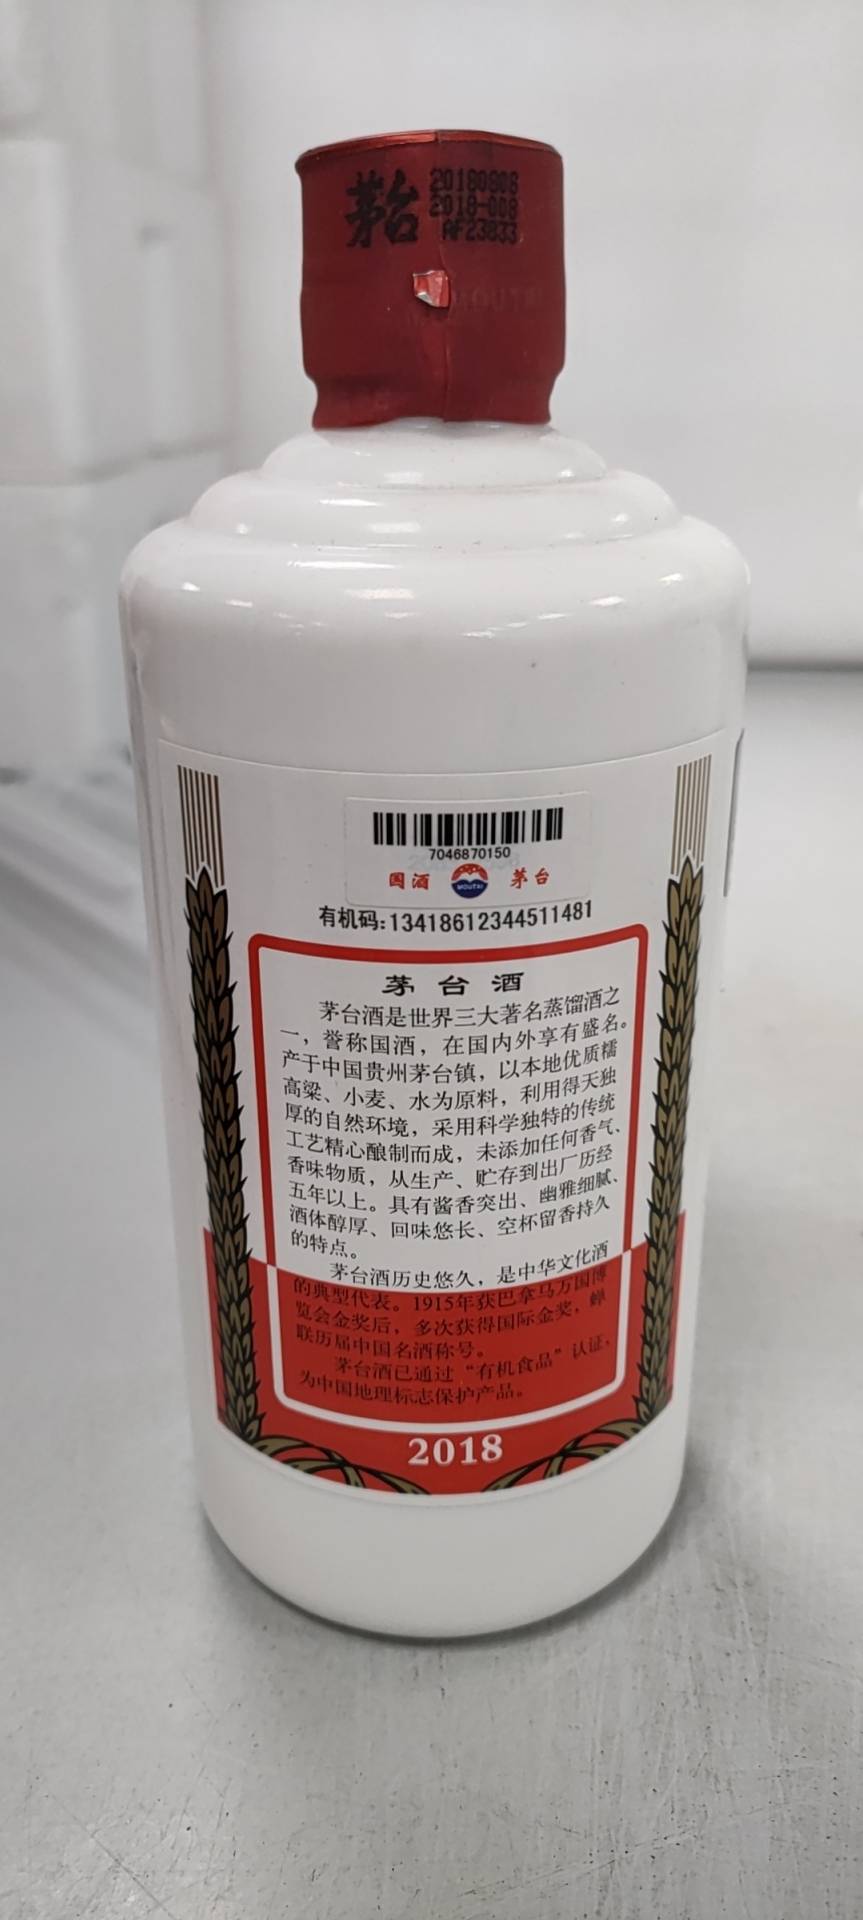 茅台
20180806
2018-008
AF23833
MOUTAI
7046870150
国酒 MOUTAI 茅台
有机码:13418612344511481
茅台酒
茅台酒是世界三大著名蒸馏酒之
一，誉称国酒，在国内外享有盛名。
产于中国贵州茅台镇，以本地优质糯
高粱、小麦、水为原料，利用得天独
厚的自然环境，采用科学独特的传统
工艺精心酿制而成，未添加任何香气、
香味物质，从生产、贮存到出厂历经
五年以上。具有酱香突出、幽雅细腻、
酒体醇厚、回味悠长、空杯留香持久
的特点。
茅台酒历史悠久，是中华文化酒
的典型代表。1915年获巴拿马万国博
览会金奖后，多次获得国际金奖，蝉
联历届中国名酒称号。
茅台酒已通过“有机食品”认证，
为中国地理标志保护产品。
2018